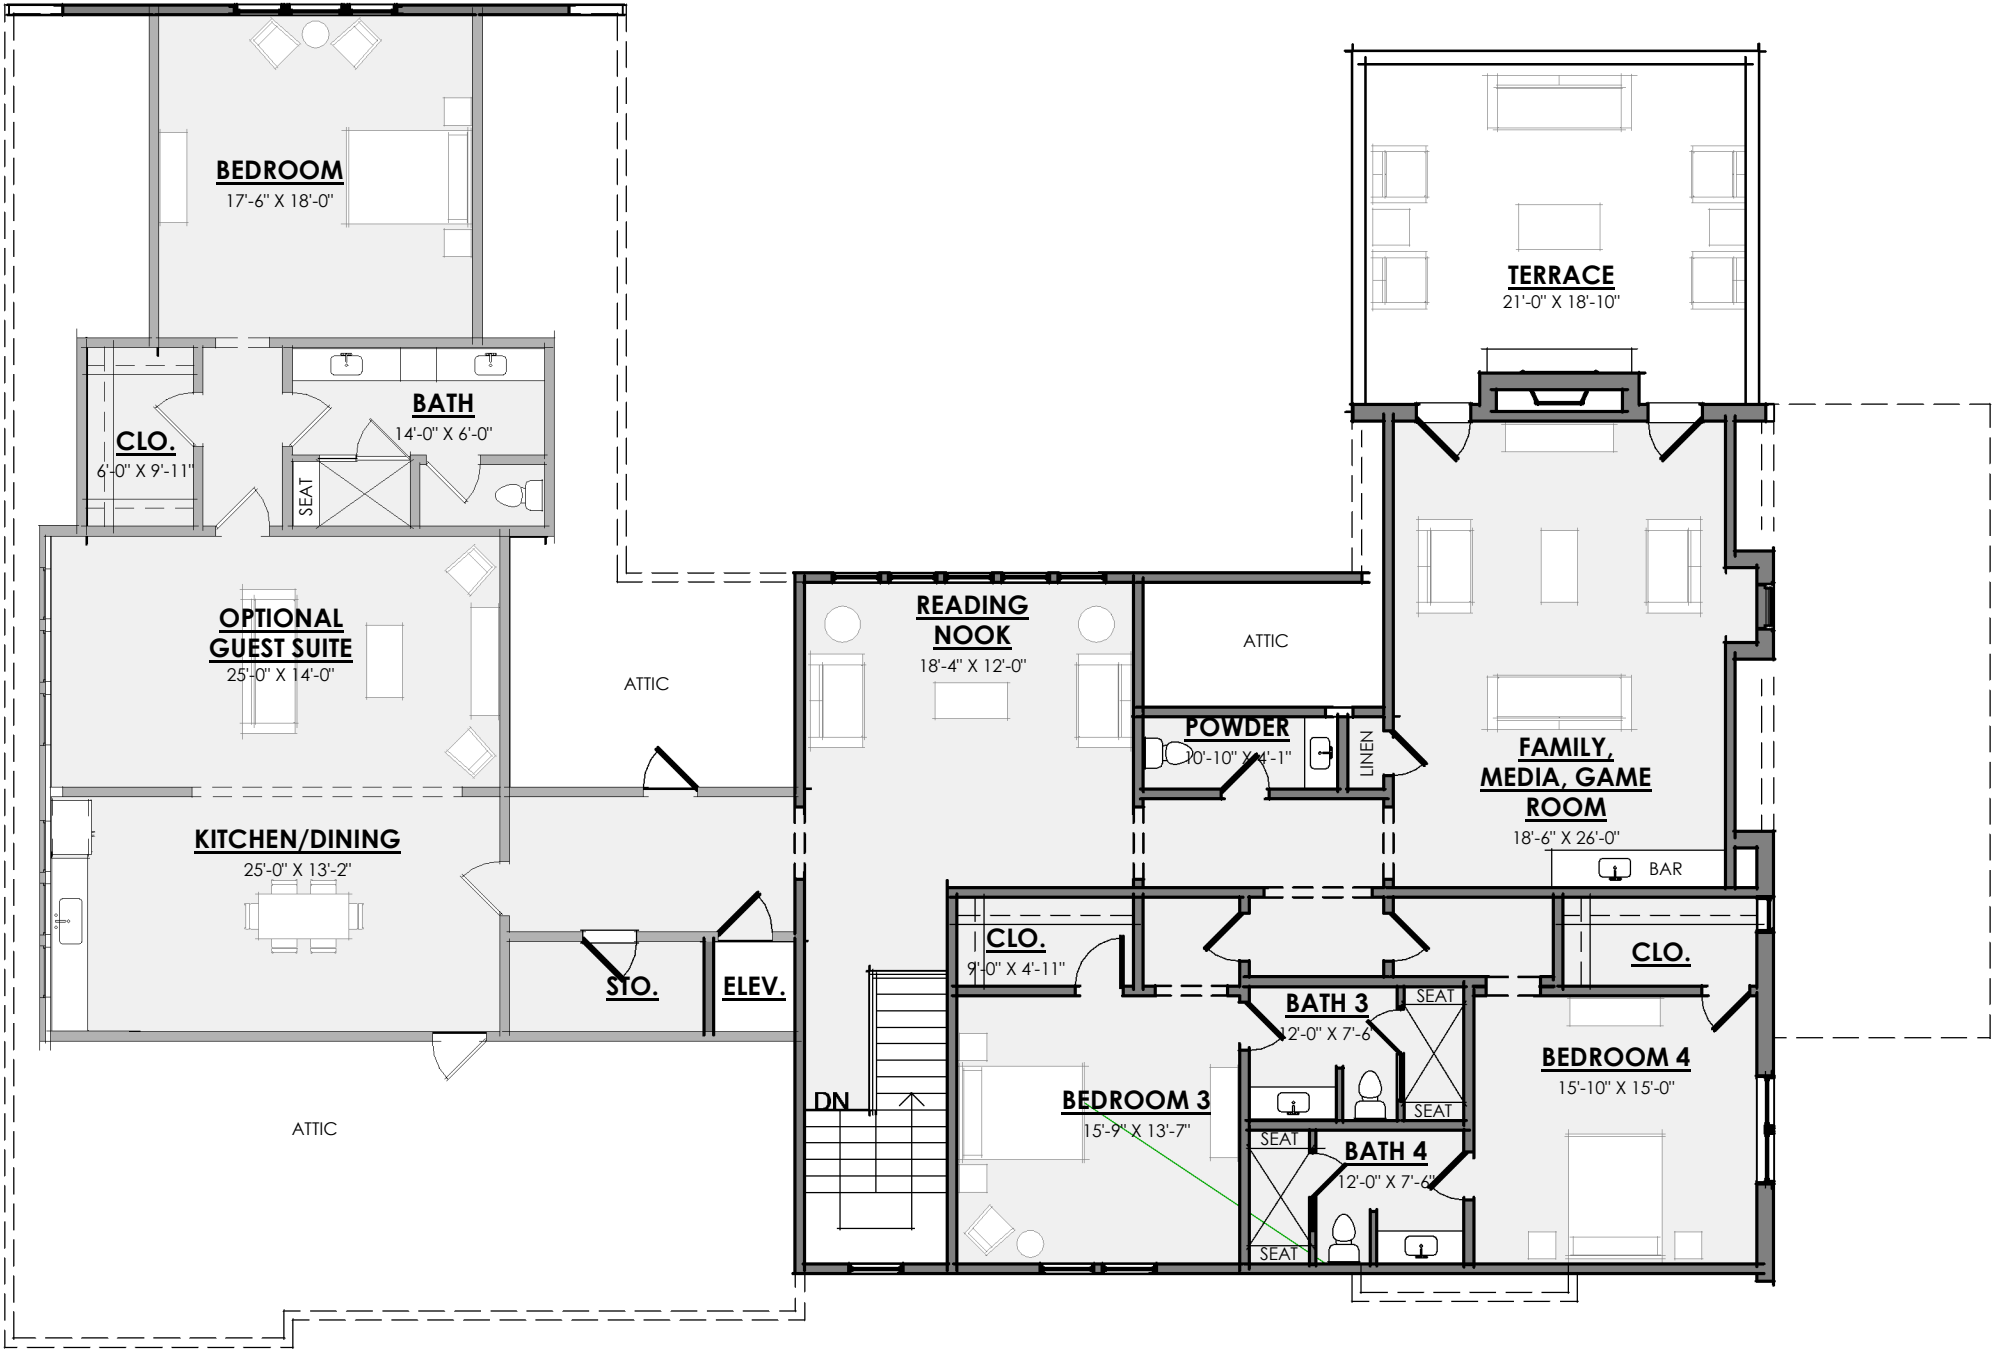 BEDROOM
17'-6" X 18'-0"
TERRACE
21'-0" X 18'-10"
BATH
14'-0" X 6'-0"
CLO.
6'-0" X 9'-11"
SEAT
OPTIONAL
GUEST SUITE
25'-0" X 14'-0"
ATTIC
READING
NOOK
18'-4" X 12'-0"
ATTIC
POWDER
10'-10" X 4'-1"
LINEN
FAMILY,
MEDIA, GAME
ROOM
18'-6" X 26'-0"
BAR
KITCHEN/DINING
25'-0" X 13'-2"
STO.
ELEV.
CLO.
9'-0" X 4'-11"
CLO.
BATH 3
12'-0" X 7'-6"
SEAT
SEAT
BEDROOM 4
15'-10" X 15'-0"
DN
BEDROOM 3
15'-9" X 13'-7"
ATTIC
SEAT
BATH 4
12'-0" X 7'-6"
SEAT